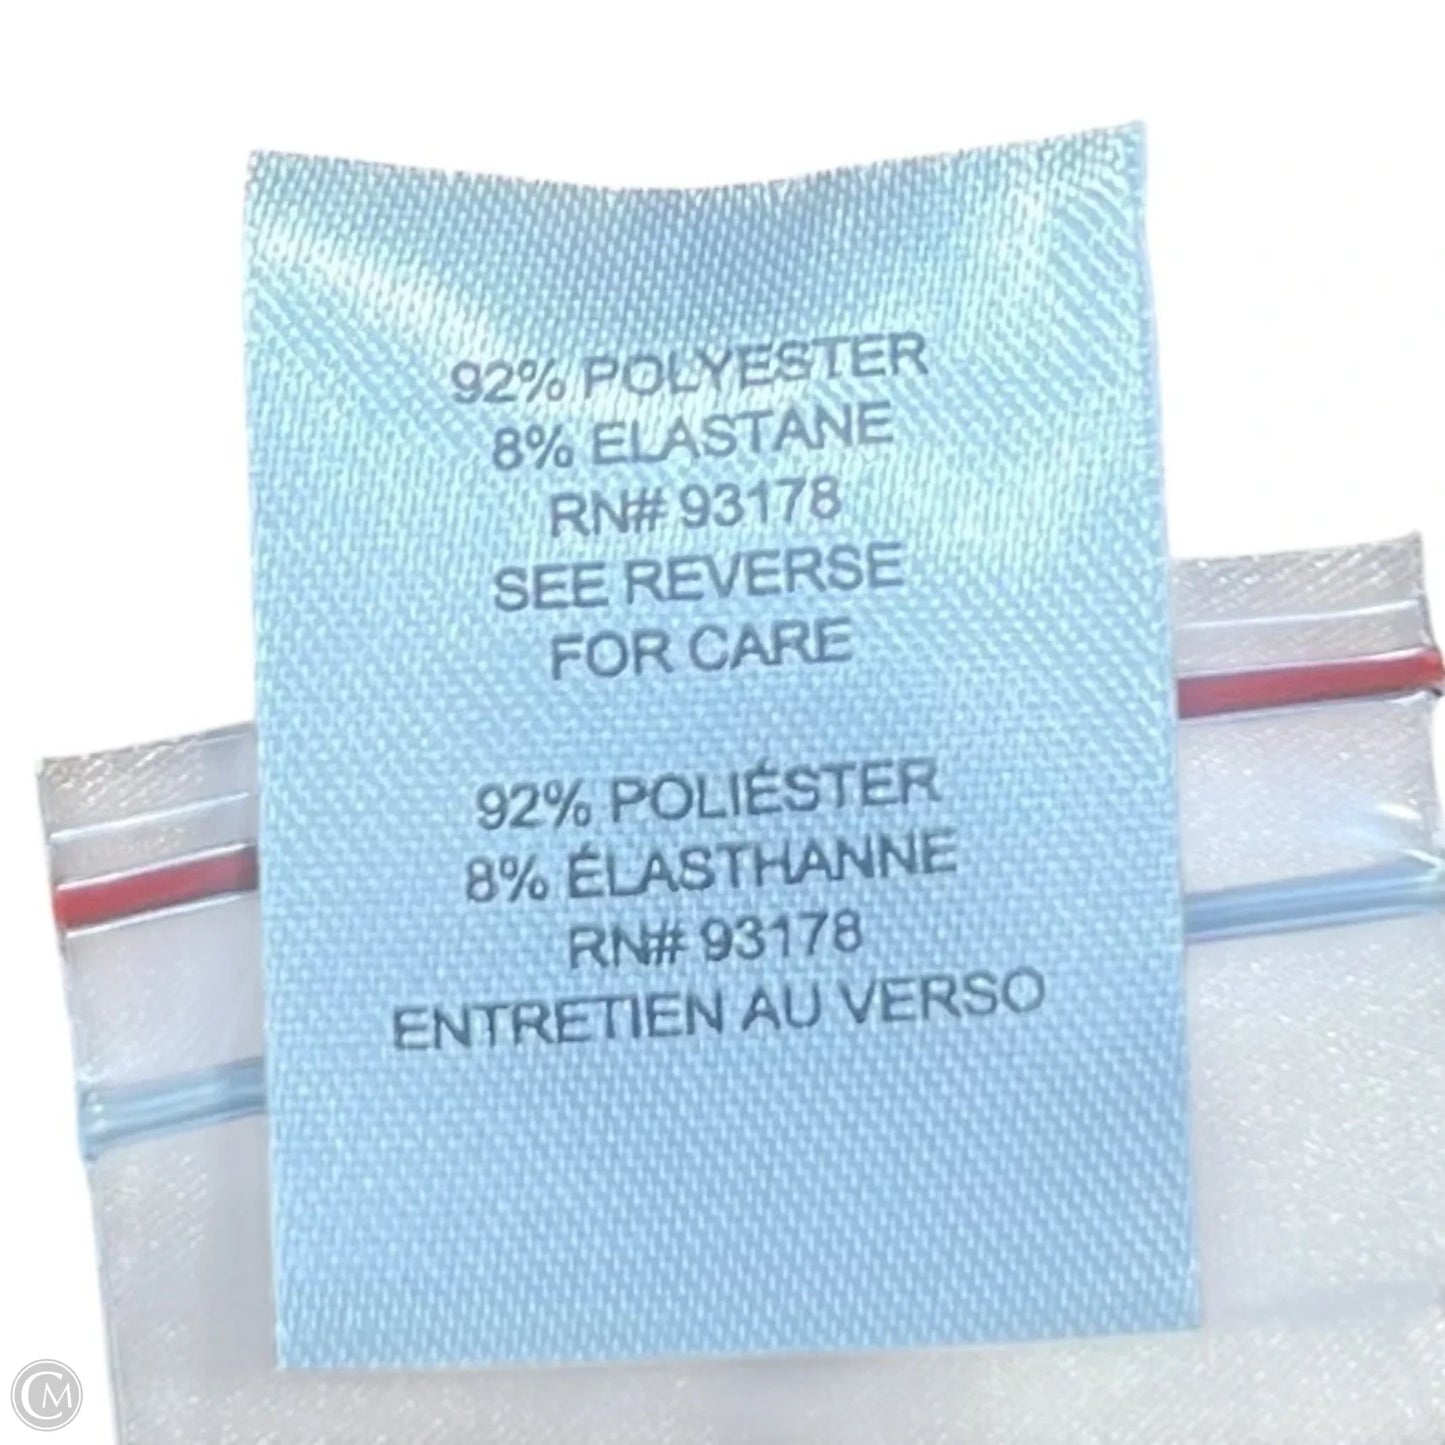 92% POLYESTER
8% ELASTANE
RN# 93178
SEE REVERSE
FOR CARE
92% POLIÉSTER
8% ÉLASTHANNE
RN# 93178
ENTRETIEN AU VERSO
CM